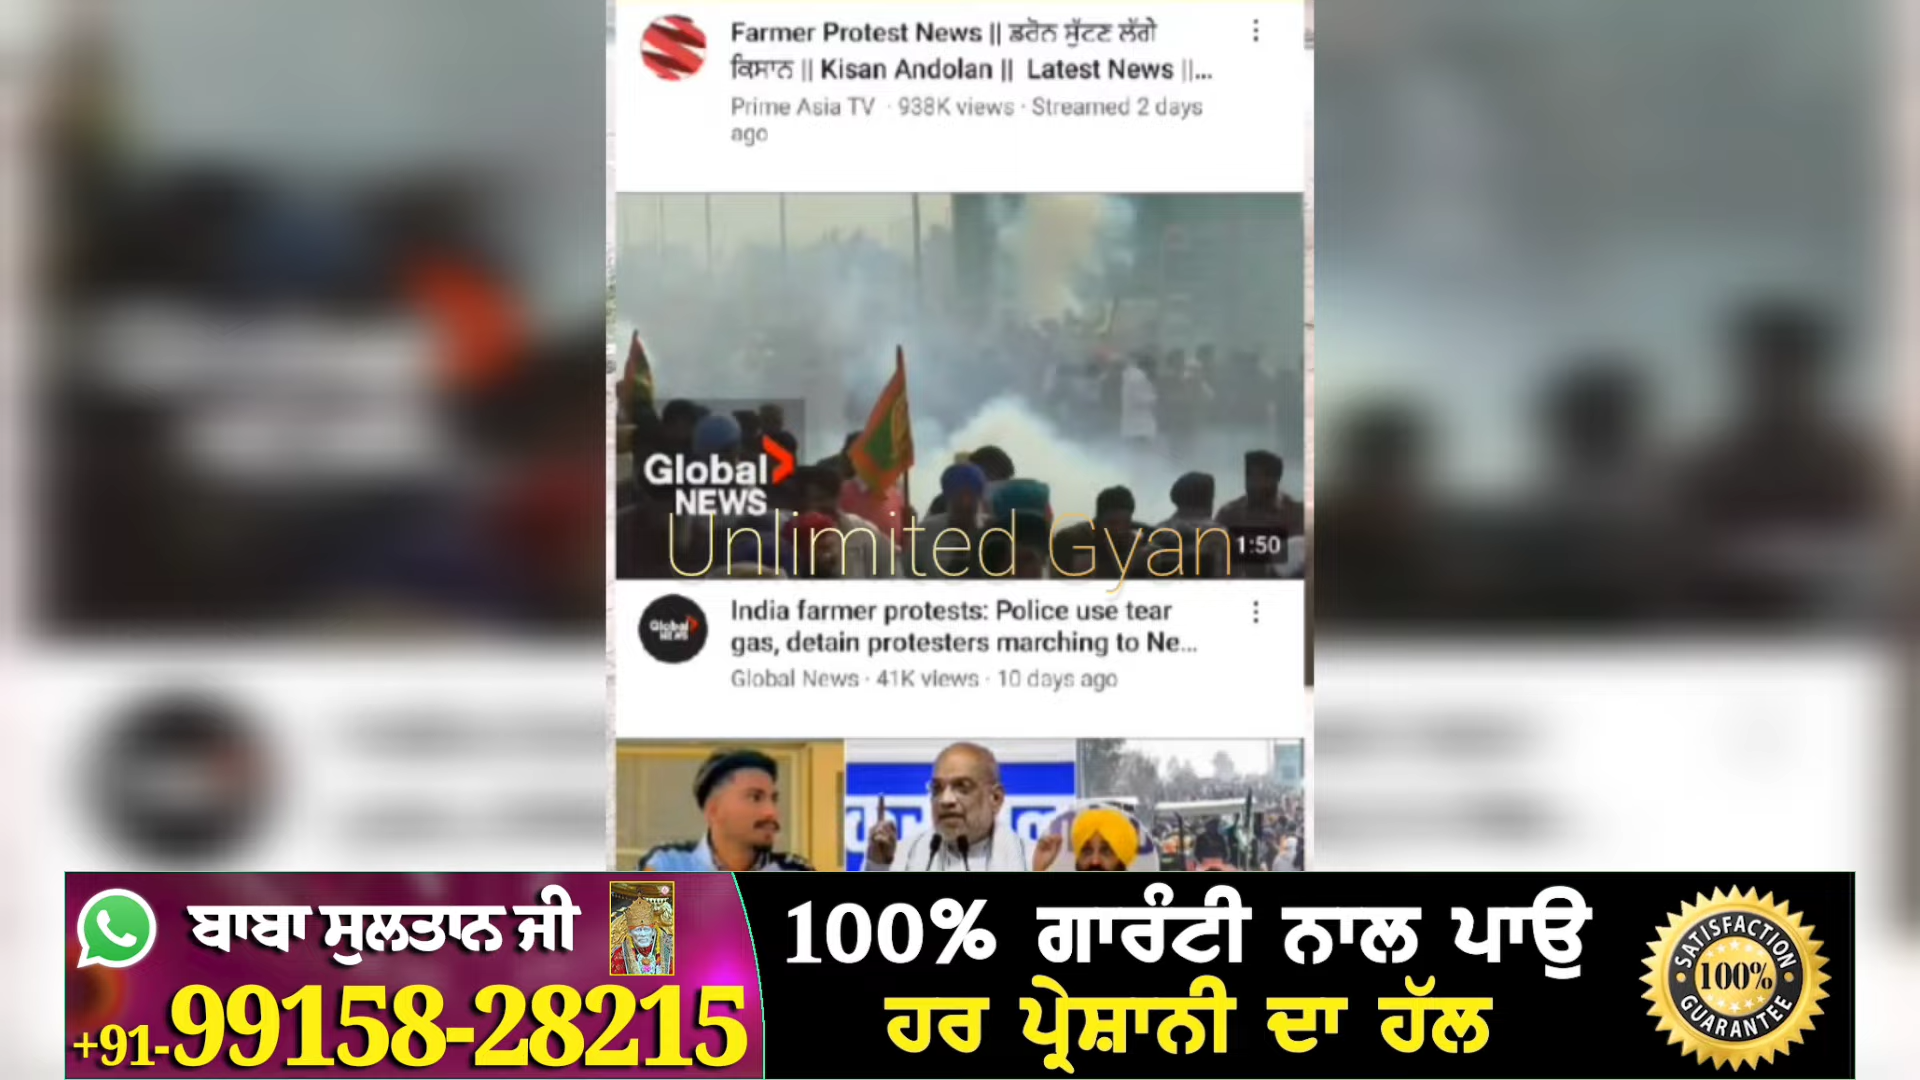 Farmer Protest News || ਡਰੋਨ ਸੁੱਟਣ ਲੱਗੇ
ਕਿਸਾਨ || Kisan Andolan || Latest News ||...
Prime Asia TV · 938K views · Streamed 2 days
ago
Global
NEWS
Unlimited Gyan
1:50
Global
NEWS
India farmer protests: Police use tear
gas, detain protesters marching to Ne...
Global News · 41K views · 10 days ago
ਬਾਬਾ ਸੁਲਤਾਨ ਜੀ
+91-99158-28215
100% ਗਾਰੰਟੀ ਨਾਲ ਪਾਉ
ਹਰ ਪ੍ਰੇਸ਼ਾਨੀ ਦਾ ਹੱਲ
SATISFACTION
100%
GUARANTEE